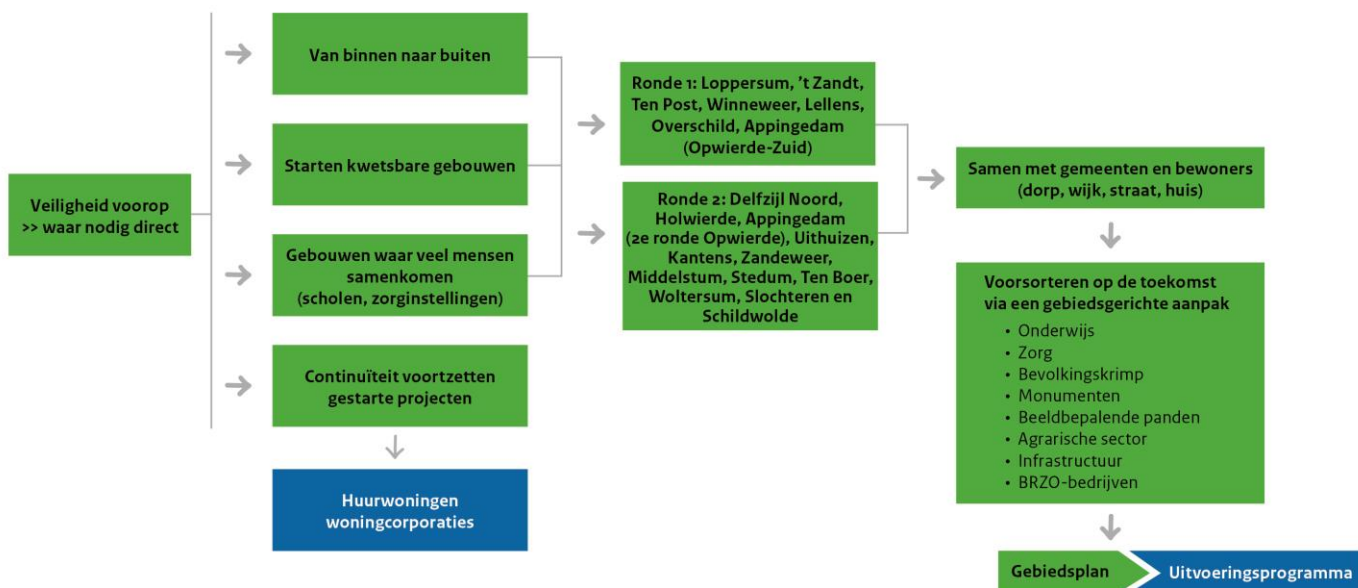 Veiligheid voorop
>> waar nodig direct
Van binnen naar buiten
Starten kwetsbare gebouwen
Gebouwen waar veel mensen
samenkomen
(scholen, zorginstellingen)
Continuïteit voortzetten
gestarte projecten
Huurwoningen
woningcorporaties
Ronde 1: Loppersum, ’t Zandt,
Ten Post, Winneweer, Lellens,
Overschild, Appingedam
(Opwierde-Zuid)
Ronde 2: Delfzijl Noord,
Holwierde, Appingedam
(2e ronde Opwierde), Uithuizen,
Kantens, Zandeweer,
Middelstum, Stedum, Ten Boer,
Woltersum, Slochteren en
Schildwolde
Samen met gemeenten en bewoners
(dorp, wijk, straat, huis)
Voorsorteren op de toekomst
via een gebiedsgerichte aanpak
• Onderwijs
• Zorg
• Bevolkingskrimp
• Monumenten
• Beeldbepalende panden
• Agrarische sector
• Infrastructuur
• BRZO-bedrijven
Gebiedsplan
Uitvoeringsprogramma